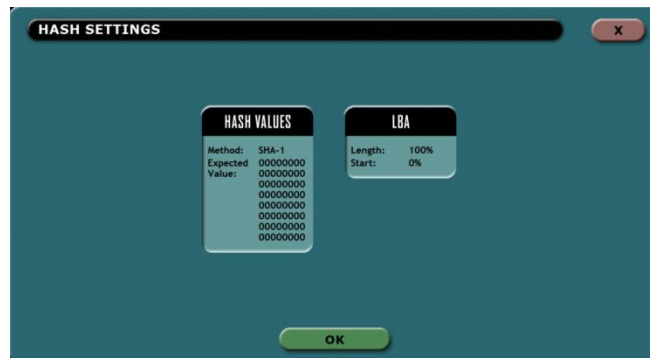 HASH SETTINGS
X
HASH VALUES
Method: SHA-1
Expected 00000000
Value: 00000000
00000000
00000000
00000000
00000000
00000000
00000000
LBA
Length: 100%
Start: 0%
OK